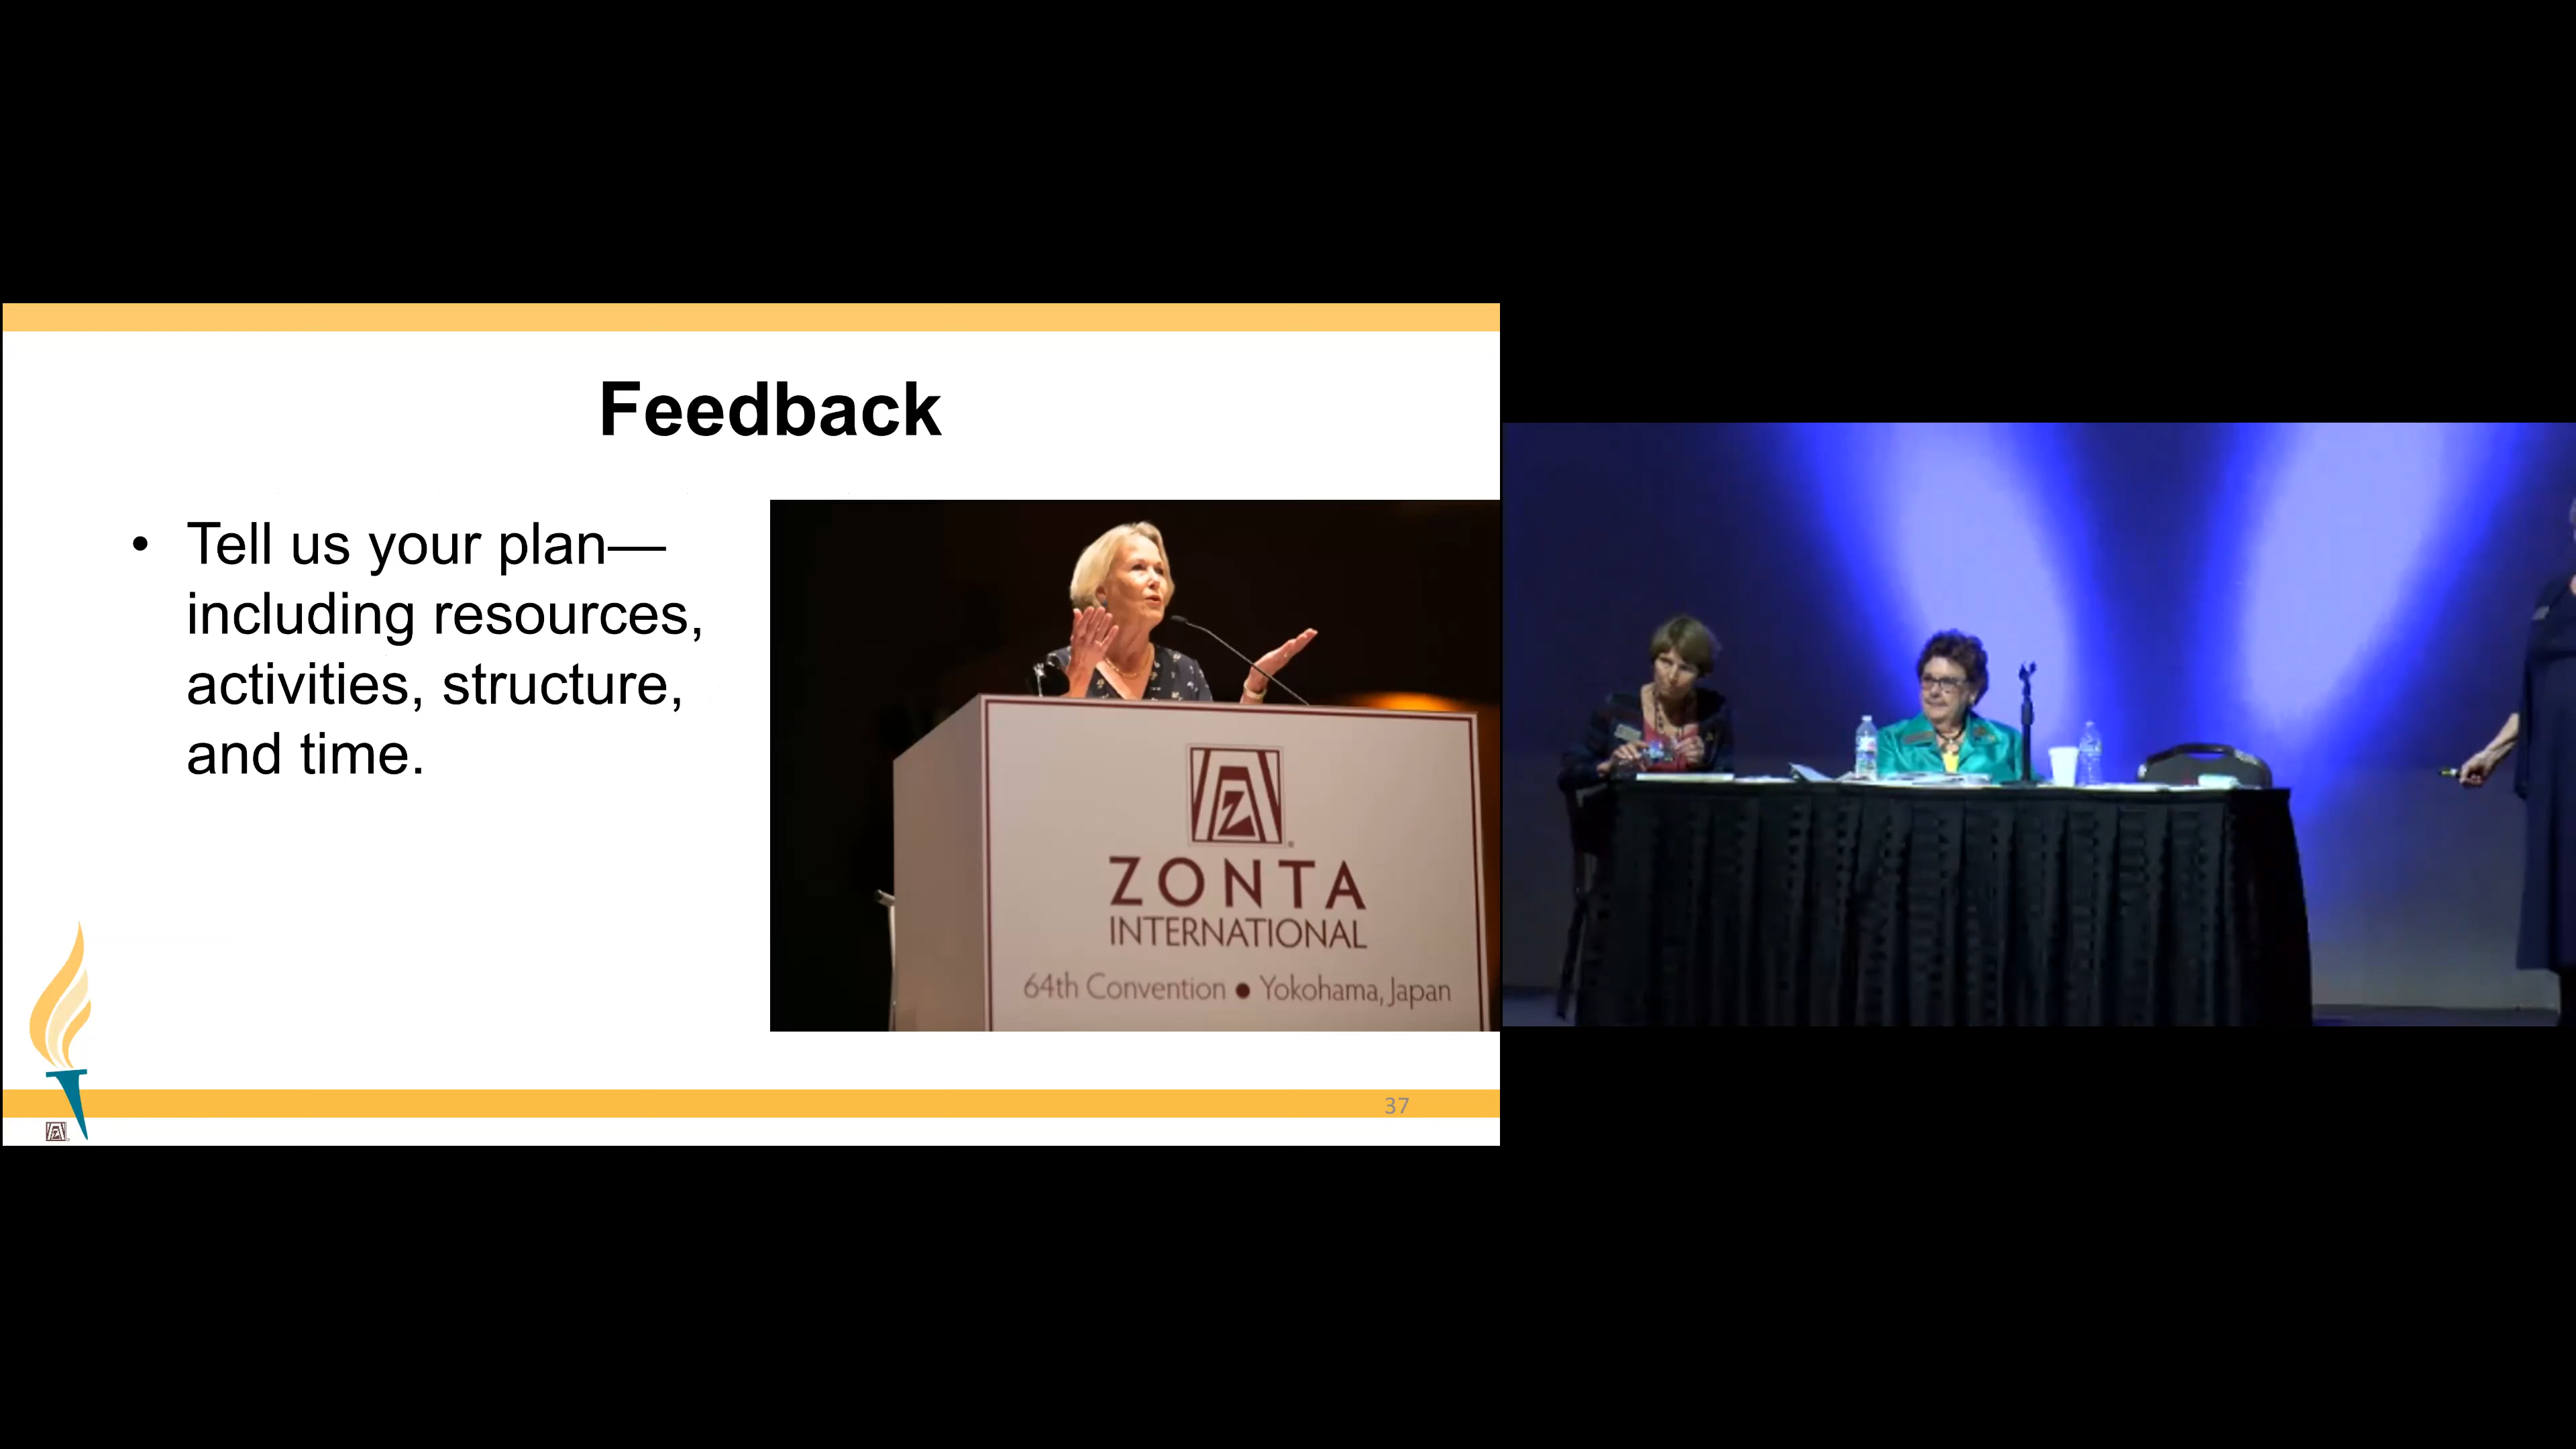 Feedback
• Tell us your plan—
including resources,
activities, structure,
and time.
Z
ZONTA
INTERNATIONAL
64th Convention ● Yokohama, Japan
37